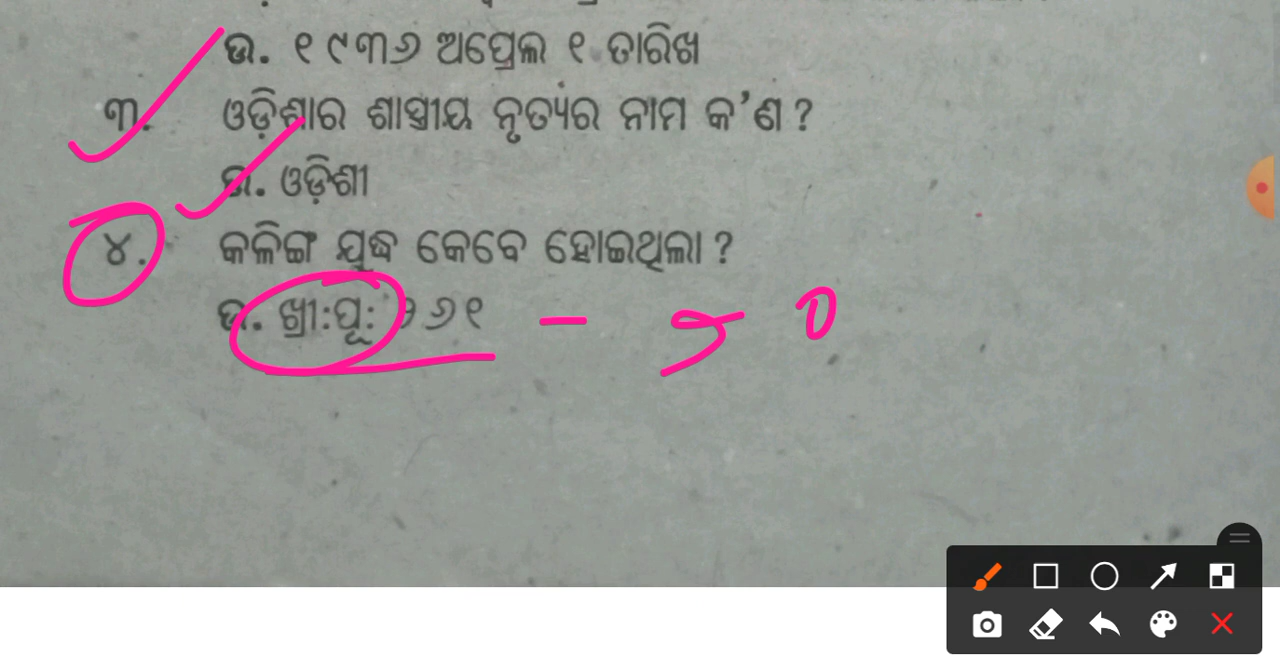 ଉ. ୧୯୩୬ ଅପ୍ରେଲ ୧ ତାରିଖ
୩. ଓଡ଼ିଶାର ଶାସ୍ତ୍ରୀୟ ନୃତ୍ୟର ନାମ କ'ଣ ?
ଉ. ଓଡ଼ିଶୀ
୪. କଳିଙ୍ଗ ଯୁଦ୍ଧ କେବେ ହୋଇଥିଲା ?
ଉ. ଖ୍ରୀ:ପୂ: ୨୬୧ –